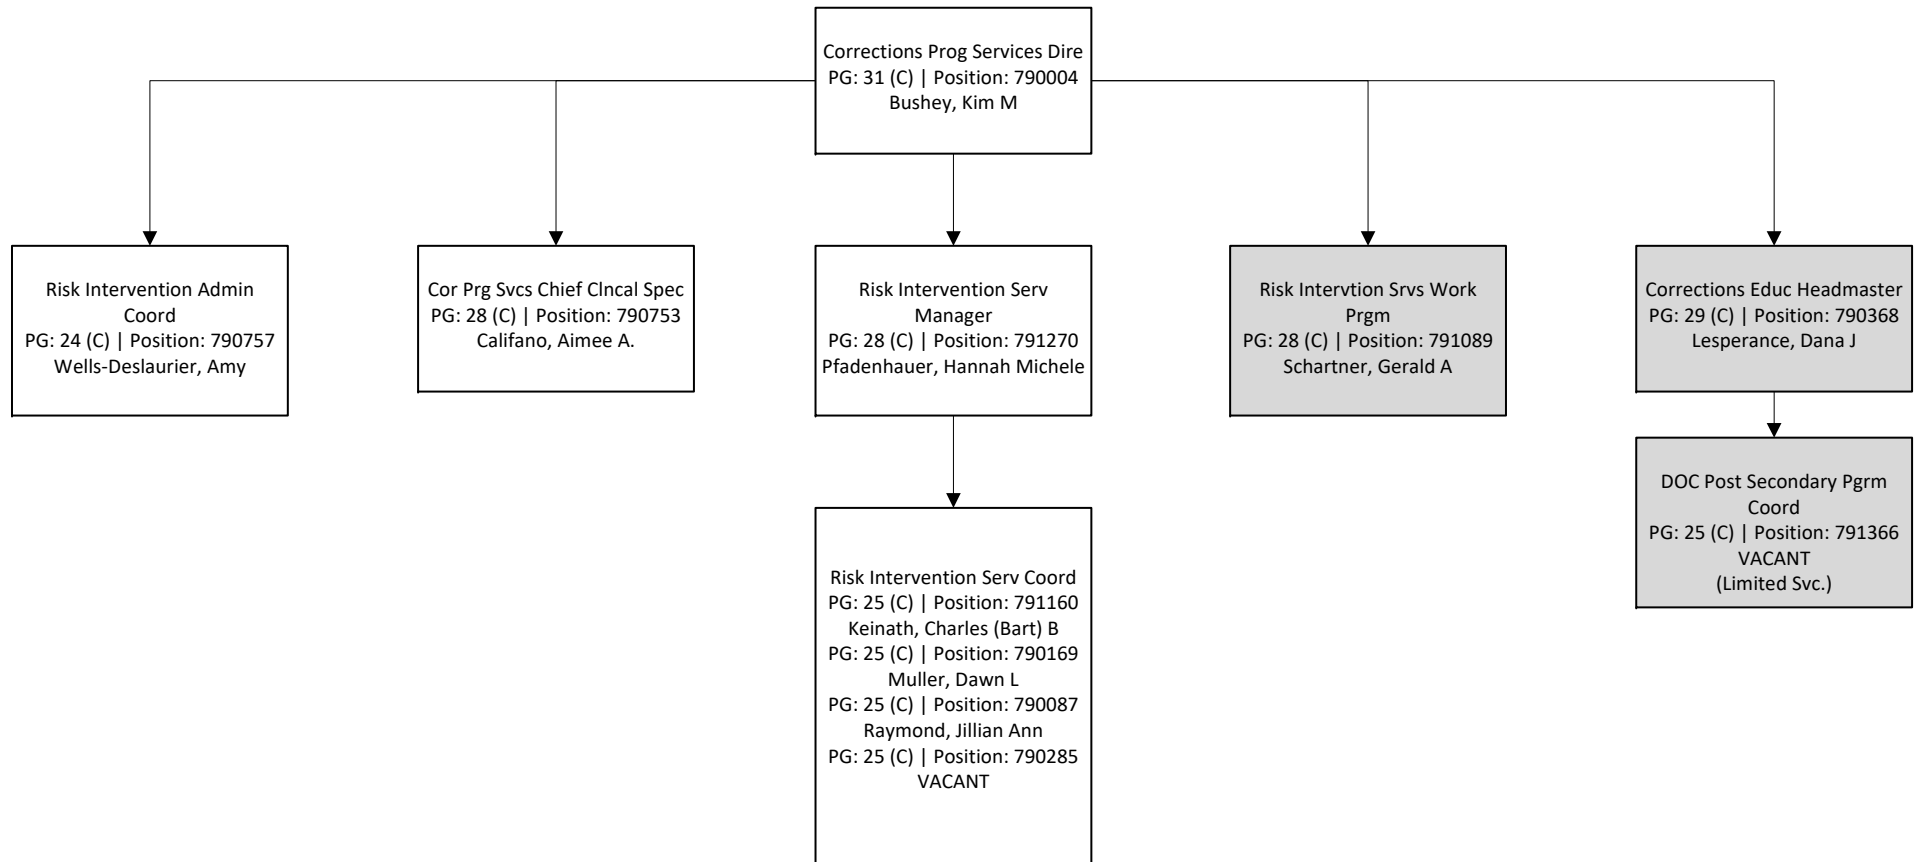 Corrections Prog Services Dire
PG: 31 (C) | Position: 790004
Bushey, Kim M
Risk Intervention Admin
Coord
PG: 24 (C) | Position: 790757
Wells-Deslaurier, Amy
Cor Prg Svcs Chief Clncal Spec
PG: 28 (C) | Position: 790753
Califano, Aimee A.
Risk Intervention Serv
Manager
PG: 28 (C) | Position: 791270
Pfadenhauer, Hannah Michele
Risk Intervtion Srvs Work
Prgm
PG: 28 (C) | Position: 791089
Schartner, Gerald A
Corrections Educ Headmaster
PG: 29 (C) | Position: 790368
Lesperance, Dana J
DOC Post Secondary Pgrm
Coord
PG: 25 (C) | Position: 791366
VACANT
(Limited Svc.)
Risk Intervention Serv Coord
PG: 25 (C) | Position: 791160
Keinath, Charles (Bart) B
PG: 25 (C) | Position: 790169
Muller, Dawn L
PG: 25 (C) | Position: 790087
Raymond, Jillian Ann
PG: 25 (C) | Position: 790285
VACANT